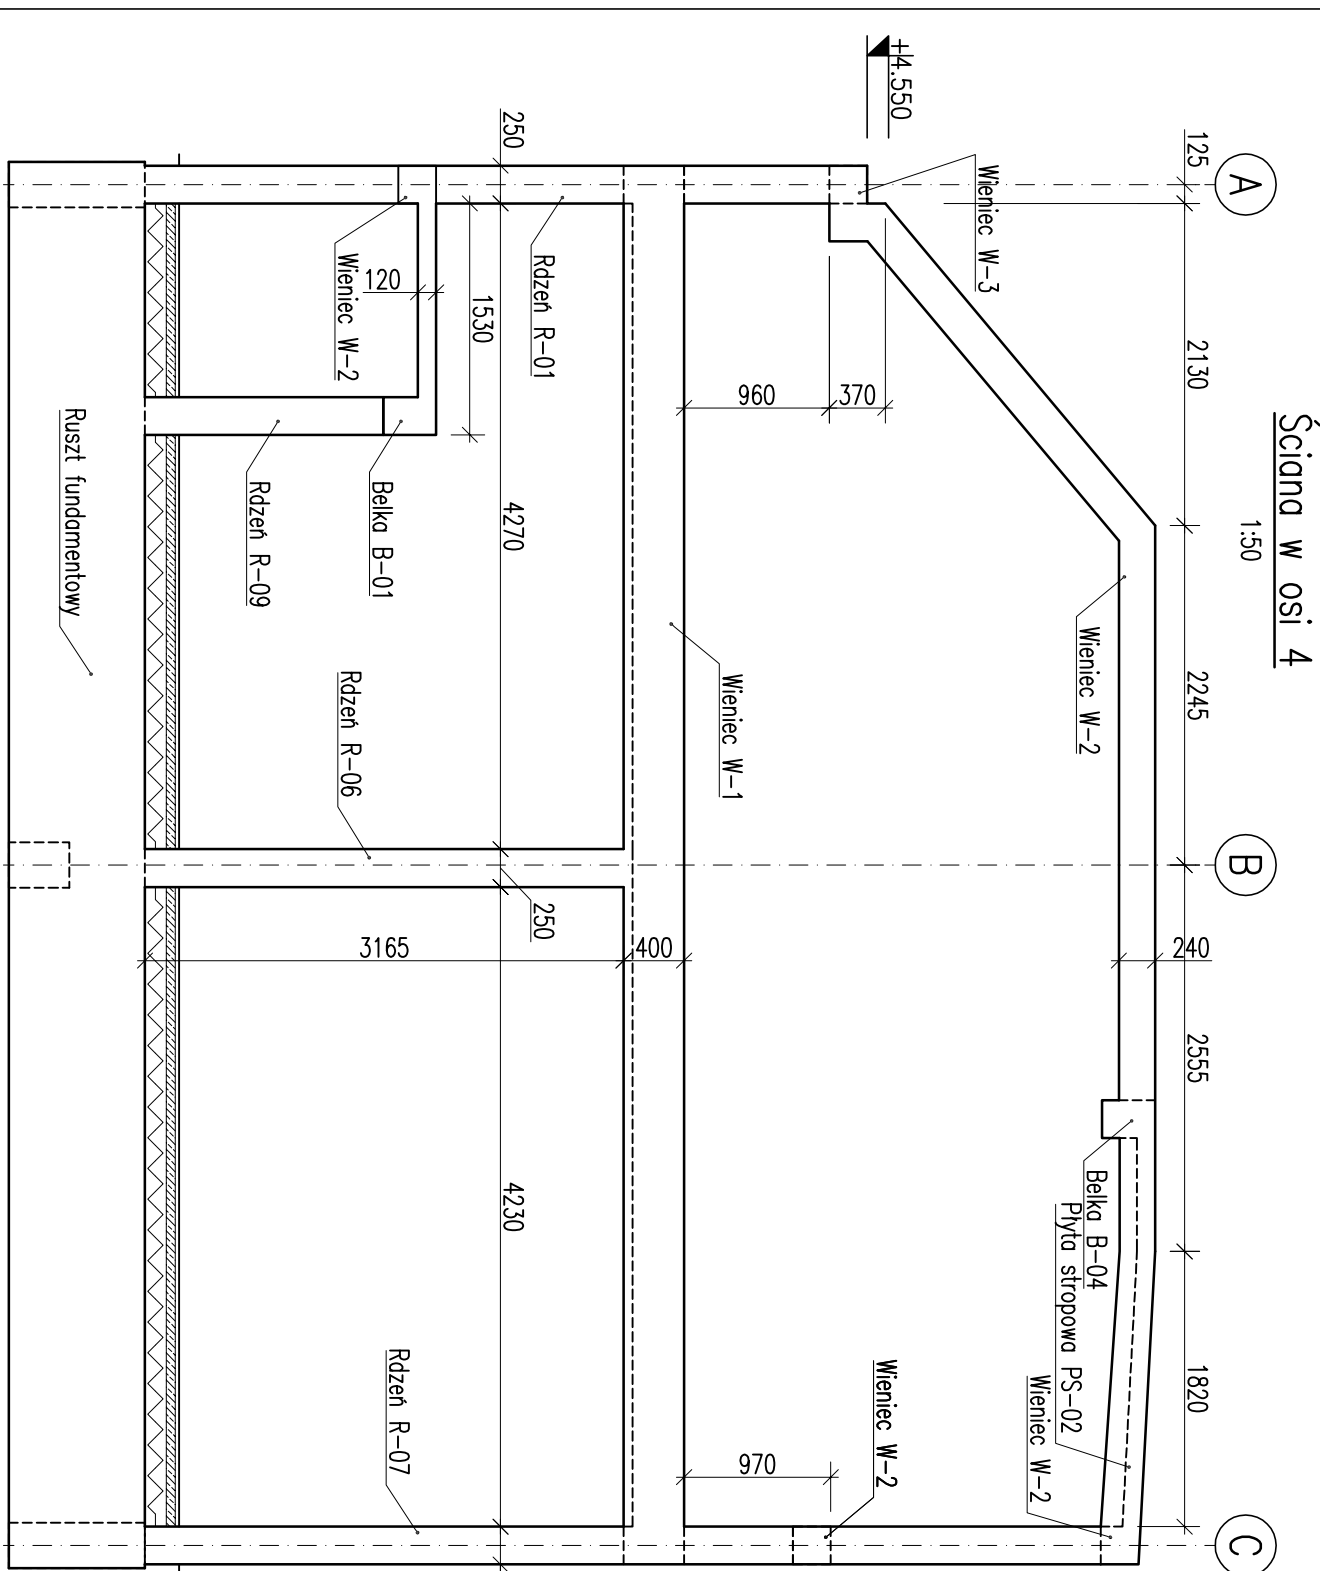 Ściana w osi 4
1:50
A
B
C
125
2130
2245
2555
1820
+4.550
Wieniec W-3
Wieniec W-2
240
Belka B-04
Płyta stropowa PS-02
Wieniec W-2
960
370
Wieniec W-2
970
Wieniec W-1
250
4270
250
4230
Rdzeń R-01
1530
120
Wieniec W-2
Belka B-01
Rdzeń R-09
Rdzeń R-06
3165
400
Rdzeń R-07
Ruszt fundamentowy